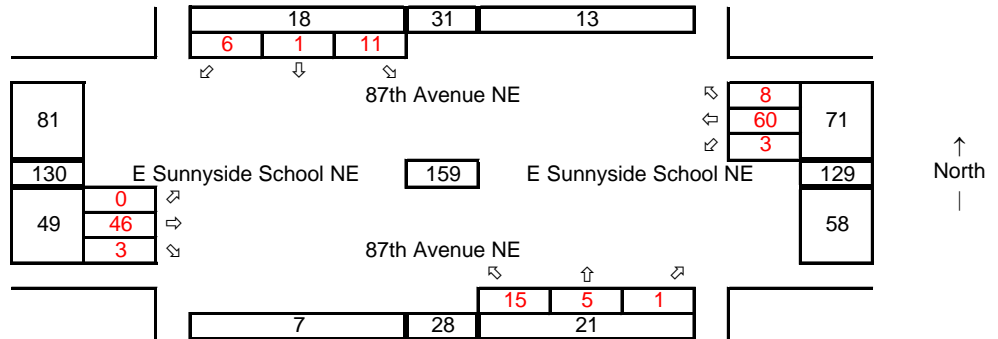 18 31 13
6 1 11
87th Avenue NE
81 8 71
60
3
130 E Sunnyside School NE 159 E Sunnyside School NE 129 North
49 0 58
46
3
87th Avenue NE
15 5 1
7 28 21